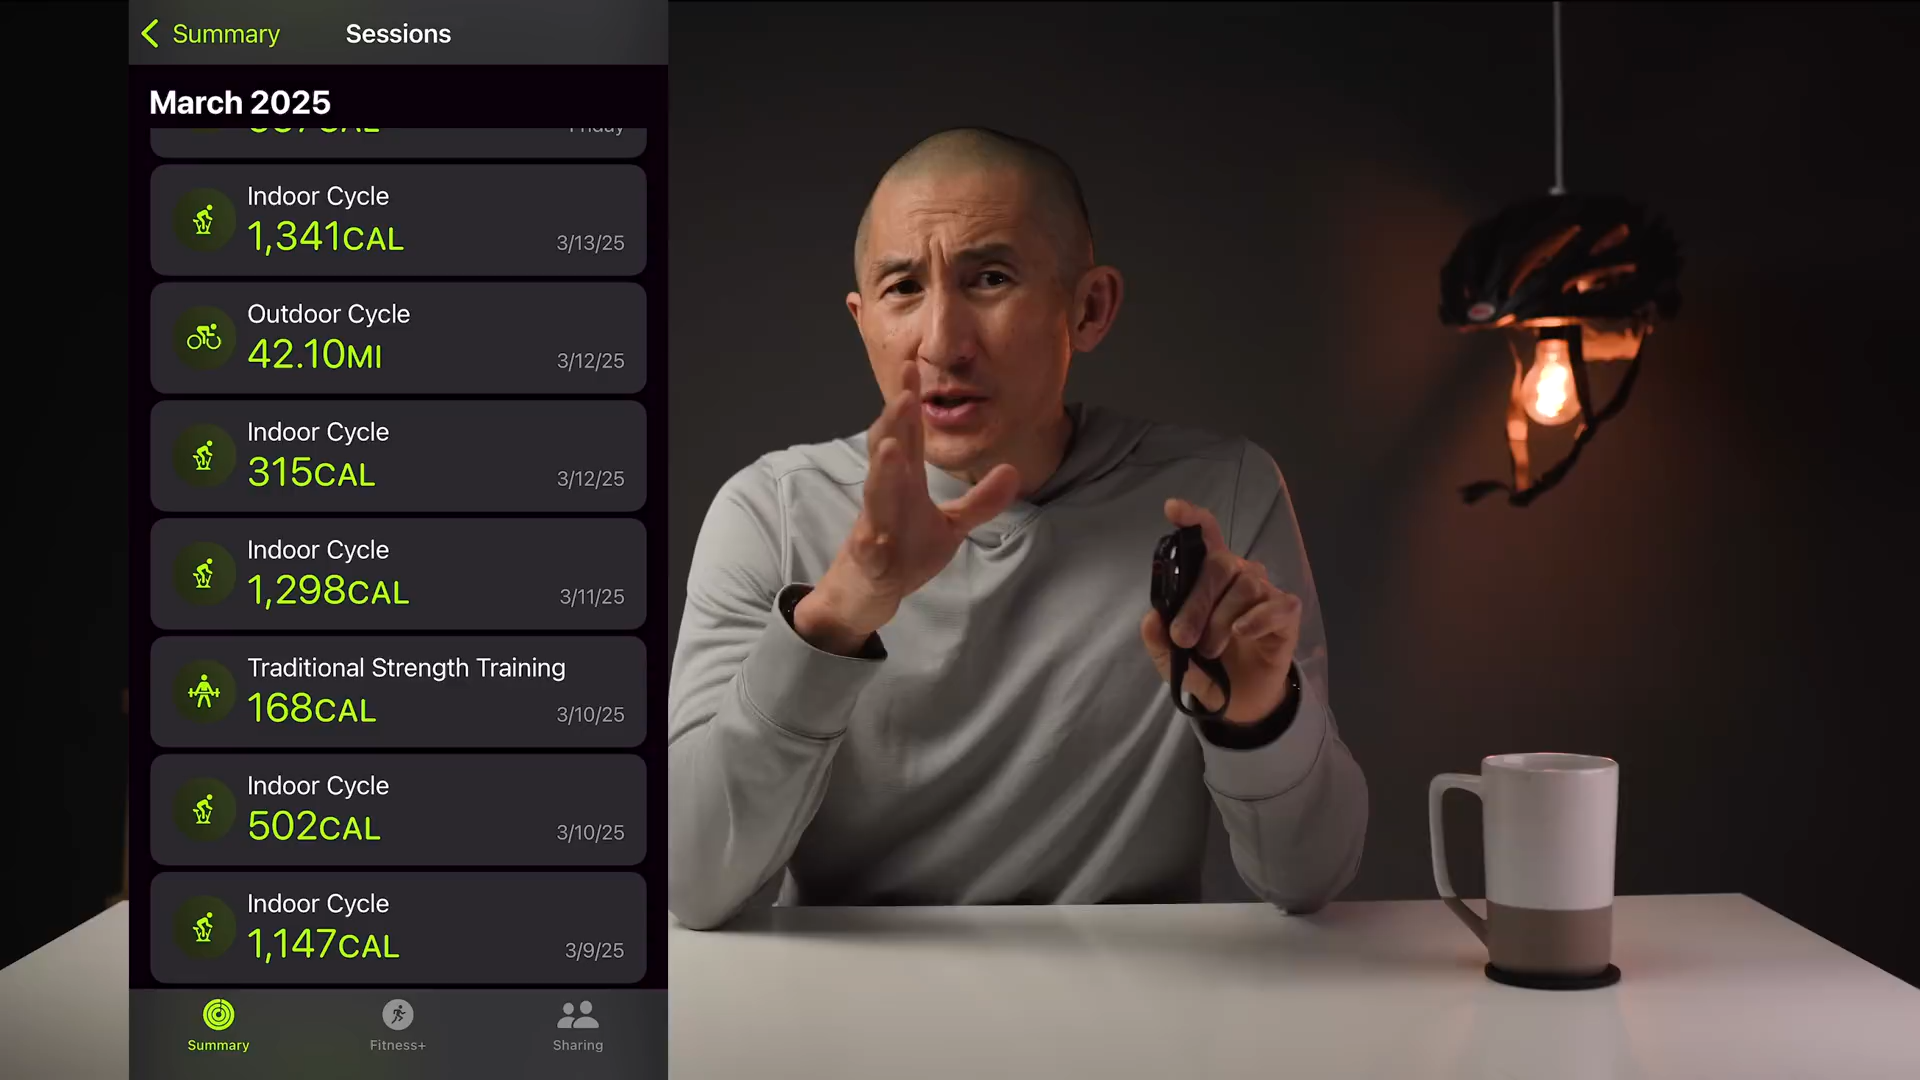 Summary
Sessions
March 2025
Indoor Cycle
1,341CAL
3/13/25
Outdoor Cycle
42.10MI
3/12/25
Indoor Cycle
315CAL
3/12/25
Indoor Cycle
1,298CAL
3/11/25
Traditional Strength Training
168CAL
3/10/25
Indoor Cycle
502CAL
3/10/25
Indoor Cycle
1,147CAL
3/9/25
Summary
Fitness+
Sharing